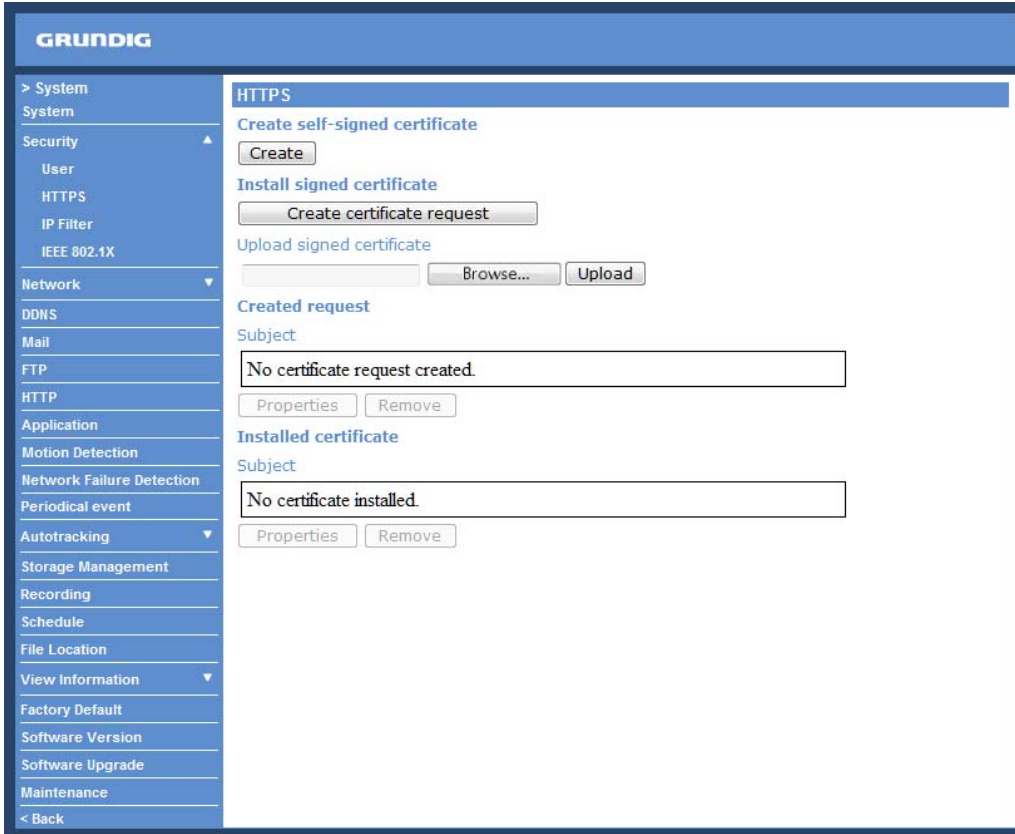 GRUNDIG
> System
System
Security
User
HTTPS
IP Filter
IEEE 802.1X
Network
DDNS
Mail
FTP
HTTP
Application
Motion Detection
Network Failure Detection
Periodical event
Autotracking
Storage Management
Recording
Schedule
File Location
View Information
Factory Default
Software Version
Software Upgrade
Maintenance
< Back
HTTPS
Create self-signed certificate
Create
Install signed certificate
Create certificate request
Upload signed certificate
Browse... Upload
Created request
Subject
No certificate request created.
Properties Remove
Installed certificate
Subject
No certificate installed.
Properties Remove